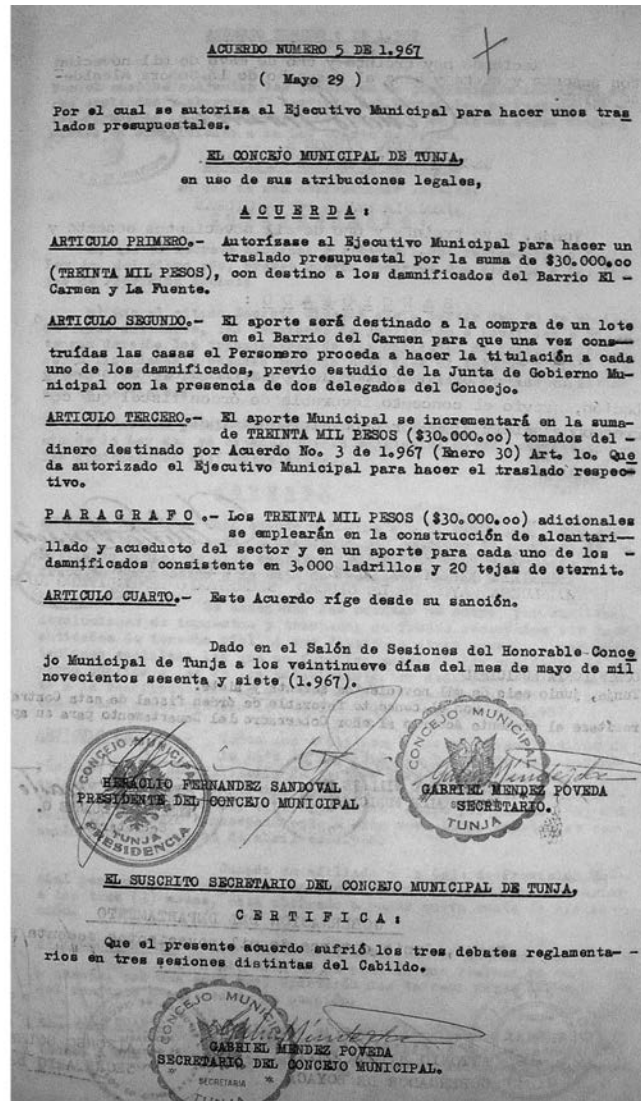 ACUERDO NUMERO 5 DE 1.967
( Mayo 29 )
Por el cual se autoriza al Ejecutivo Municipal para hacer unos tras
lados presupuestales.
EL CONCEJO MUNICIPAL DE TUNJA,
en uso de sus atribuciones legales,
A C U E R D A :
ARTICULO PRIMERO.- Autorízase al Ejecutivo Municipal para hacer un
traslado presupuestal por la suma de $30.000.oo
(TREINTA MIL PESOS), con destino a los damnificados del Barrio El -
Carmen y La Fuente.
ARTICULO SEGUNDO.- El aporte será destinado a la compra de un lote
en el Barrio del Carmen para que una vez cons-
truídas las casas el Personero proceda a hacer la titulación a cada
uno de los damnificados, previo estudio de la Junta de Gobierno Mu-
nicipal con la presencia de dos delegados del Concejo.
ARTICULO TERCERO.- El aporte Municipal se incrementará en la suma-
de TREINTA MIL PESOS ($30.000.oo) tomados del -
dinero destinado por Acuerdo No. 3 de 1.967 (Enero 30) Art. 1o. Que
da autorizado el Ejecutivo Municipal para hacer el traslado respec-
tivo.
P A R A G R A F O .- Los TREINTA MIL PESOS ($30.000.oo) adicionales
se emplearán en la construcción de alcantari-
llado y acueducto del sector y en un aporte para cada uno de los -
damnificados consistente en 3.000 ladrillos y 20 tejas de eternit.
ARTICULO CUARTO.- Este Acuerdo ríge desde su sanción.
Dado en el Salón de Sesiones del Honorable Conce
jo Municipal de Tunja a los veintinueve días del mes de mayo de mil
novecientos sesenta y siete (1.967).
CONCEJO MUNICIPAL
TUNJA
PRESIDENCIA
HERACLIO FERNANDEZ SANDOVAL
PRESIDENTE DEL CONCEJO MUNICIPAL
CONCEJO MUNICIPAL
TUNJA
GABRIEL MENDEZ POVEDA
SECRETARIO.
EL SUSCRITO SECRETARIO DEL CONCEJO MUNICIPAL DE TUNJA,
C E R T I F I C A :
Que el presente acuerdo sufrió los tres debates reglamenta- -
rios en tres sesiones distintas del Cabildo.
CONCEJO MUNICIPAL
GABRIEL MENDEZ POVEDA
SECRETARIO DEL CONCEJO MUNICIPAL.
SECRETARIA
TUNJA